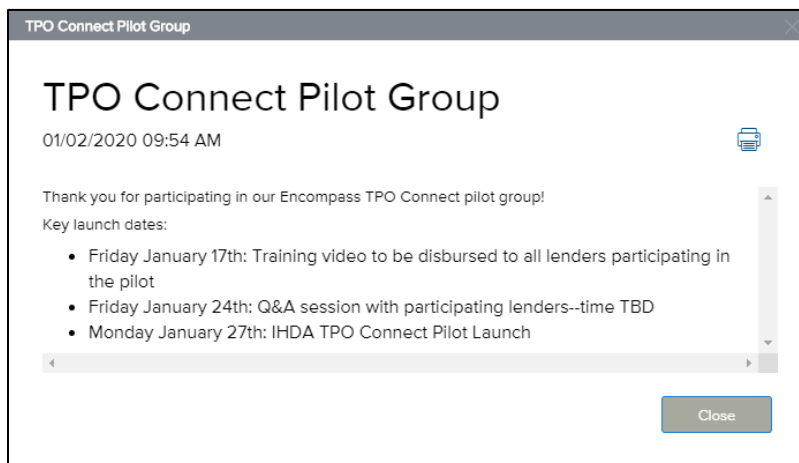 TPO Connect Pilot Group
TPO Connect Pilot Group
01/02/2020 09:54 AM
Thank you for participating in our Encompass TPO Connect pilot group!
Key launch dates:
• Friday January 17th: Training video to be disbursed to all lenders participating in
the pilot
• Friday January 24th: Q&A session with participating lenders--time TBD
• Monday January 27th: IHDA TPO Connect Pilot Launch
Close